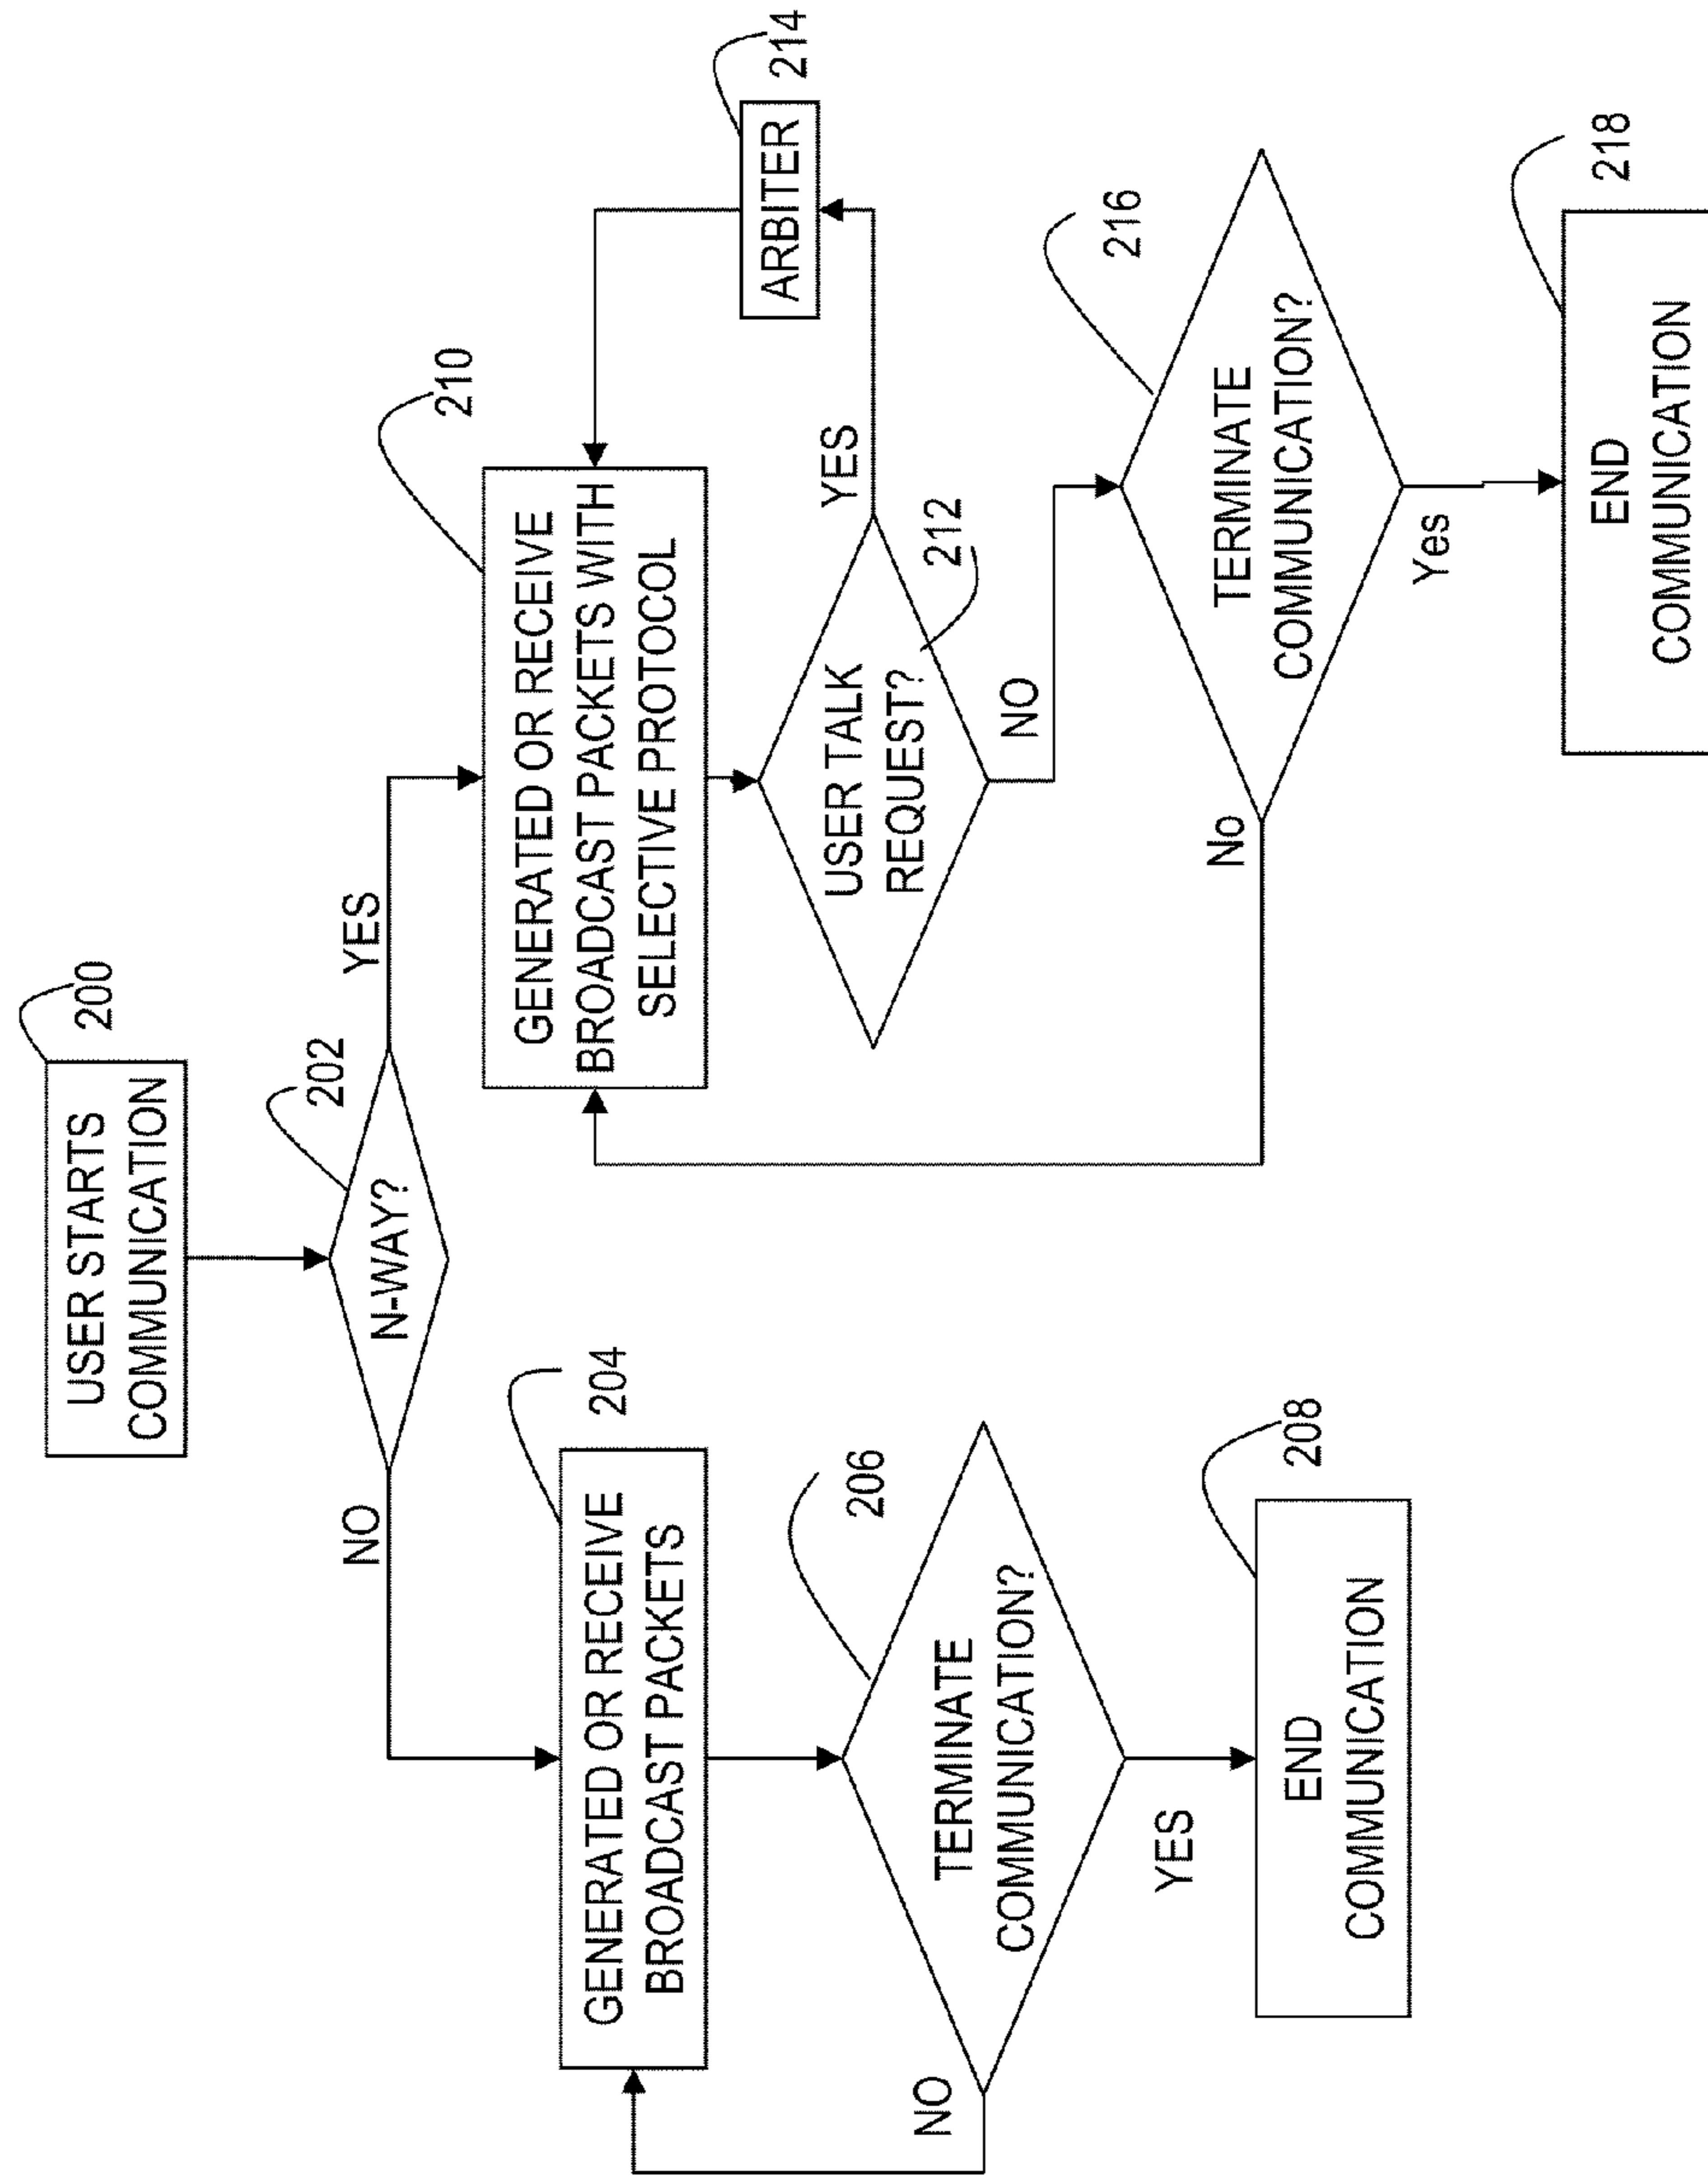 200
USER STARTS
COMMUNICATION
202
N-WAY?
NO
YES
204
GENERATED OR RECEIVE
BROADCAST PACKETS
206
TERMINATE
COMMUNICATION?
NO
YES
208
END
COMMUNICATION
210
GENERATED OR RECEIVE
BROADCAST PACKETS WITH
SELECTIVE PROTOCOL
212
USER TALK
REQUEST?
YES
NO
214
ARBITER
216
TERMINATE
COMMUNICATION?
No
Yes
218
END
COMMUNICATION